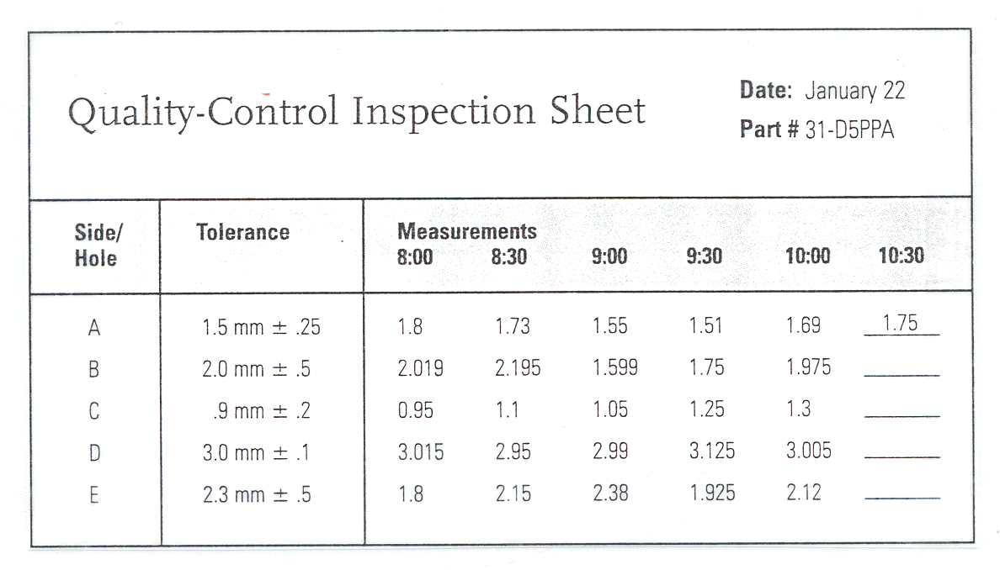 Quality-Control Inspection Sheet
Date: January 22
Part # 31-D5PPA
Side/ Tolerance Measurements
Hole 8:00 8:30 9:00 9:30 10:00 10:30
A 1.5 mm ± .25 1.8 1.73 1.55 1.51 1.69 1.75
B 2.0 mm ± .5 2.019 2.195 1.599 1.75 1.975
C .9 mm ± .2 0.95 1.1 1.05 1.25 1.3
D 3.0 mm ± .1 3.015 2.95 2.99 3.125 3.005
E 2.3 mm ± .5 1.8 2.15 2.38 1.925 2.12